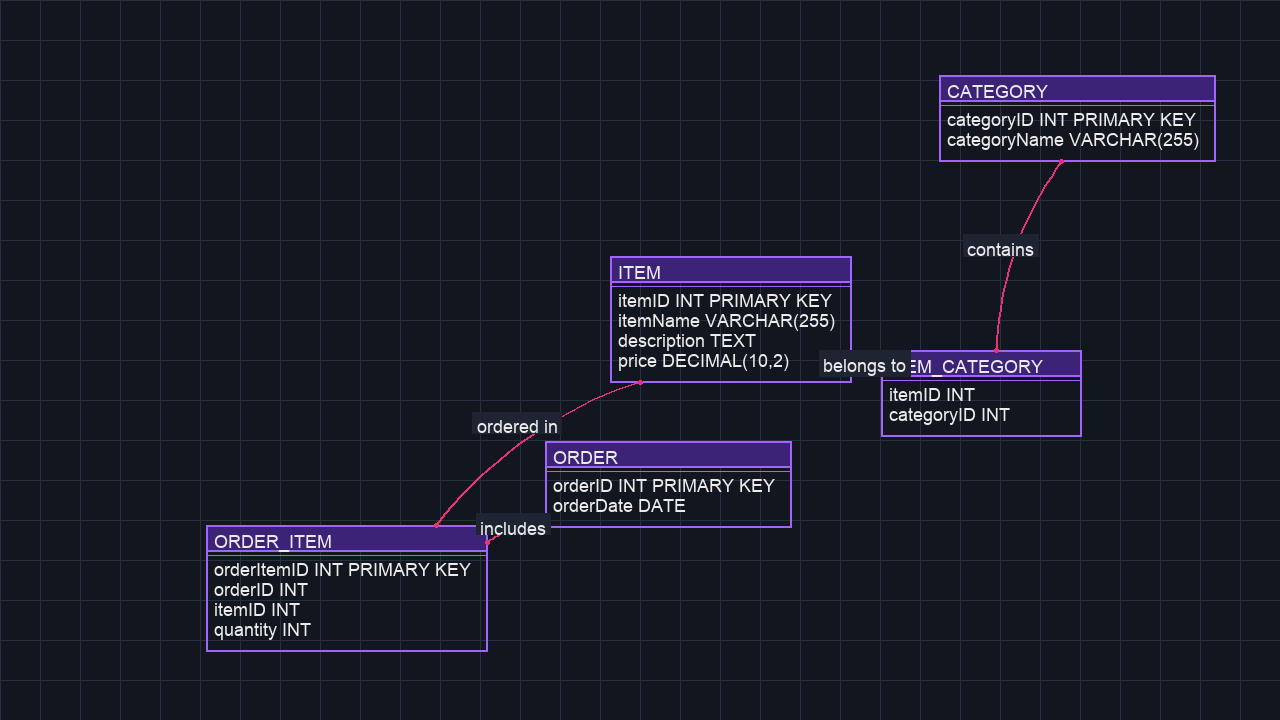 CATEGORY
categoryID INT PRIMARY KEY
categoryName VARCHAR(255)
contains
ITEM
itemID INT PRIMARY KEY
itemName VARCHAR(255)
description TEXT
price DECIMAL(10,2)
belongs to
EM_CATEGORY
itemID INT
categoryID INT
ordered in
ORDER
orderID INT PRIMARY KEY
orderDate DATE
includes
ORDER_ITEM
orderItemID INT PRIMARY KEY
orderID INT
itemID INT
quantity INT